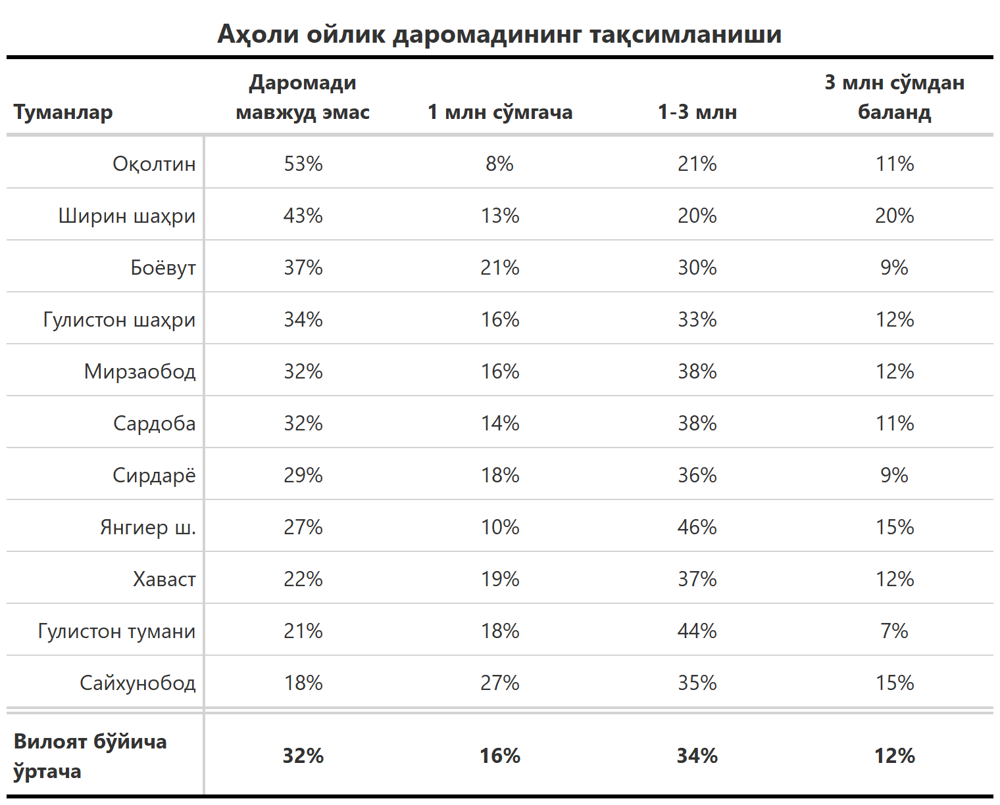 Аҳоли ойлик даромадининг тақсимланиши
Туманлар Даромади мавжуд эмас 1 млн сўмгача 1-3 млн 3 млн сўмдан баланд
Оқолтин 53% 8% 21% 11%
Ширин шаҳри 43% 13% 20% 20%
Боёвут 37% 21% 30% 9%
Гулистон шаҳри 34% 16% 33% 12%
Мирзаобод 32% 16% 38% 12%
Сардоба 32% 14% 38% 11%
Сирдарё 29% 18% 36% 9%
Янгиер ш. 27% 10% 46% 15%
Хаваст 22% 19% 37% 12%
Гулистон тумани 21% 18% 44% 7%
Сайхунобод 18% 27% 35% 15%
Вилоят бўйича ўртача 32% 16% 34% 12%